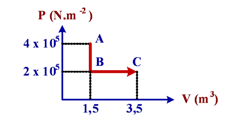 P (N.m⁻²)
4 x 10⁵ A
2 x 10⁵ B C
1,5 3,5 V (m³)